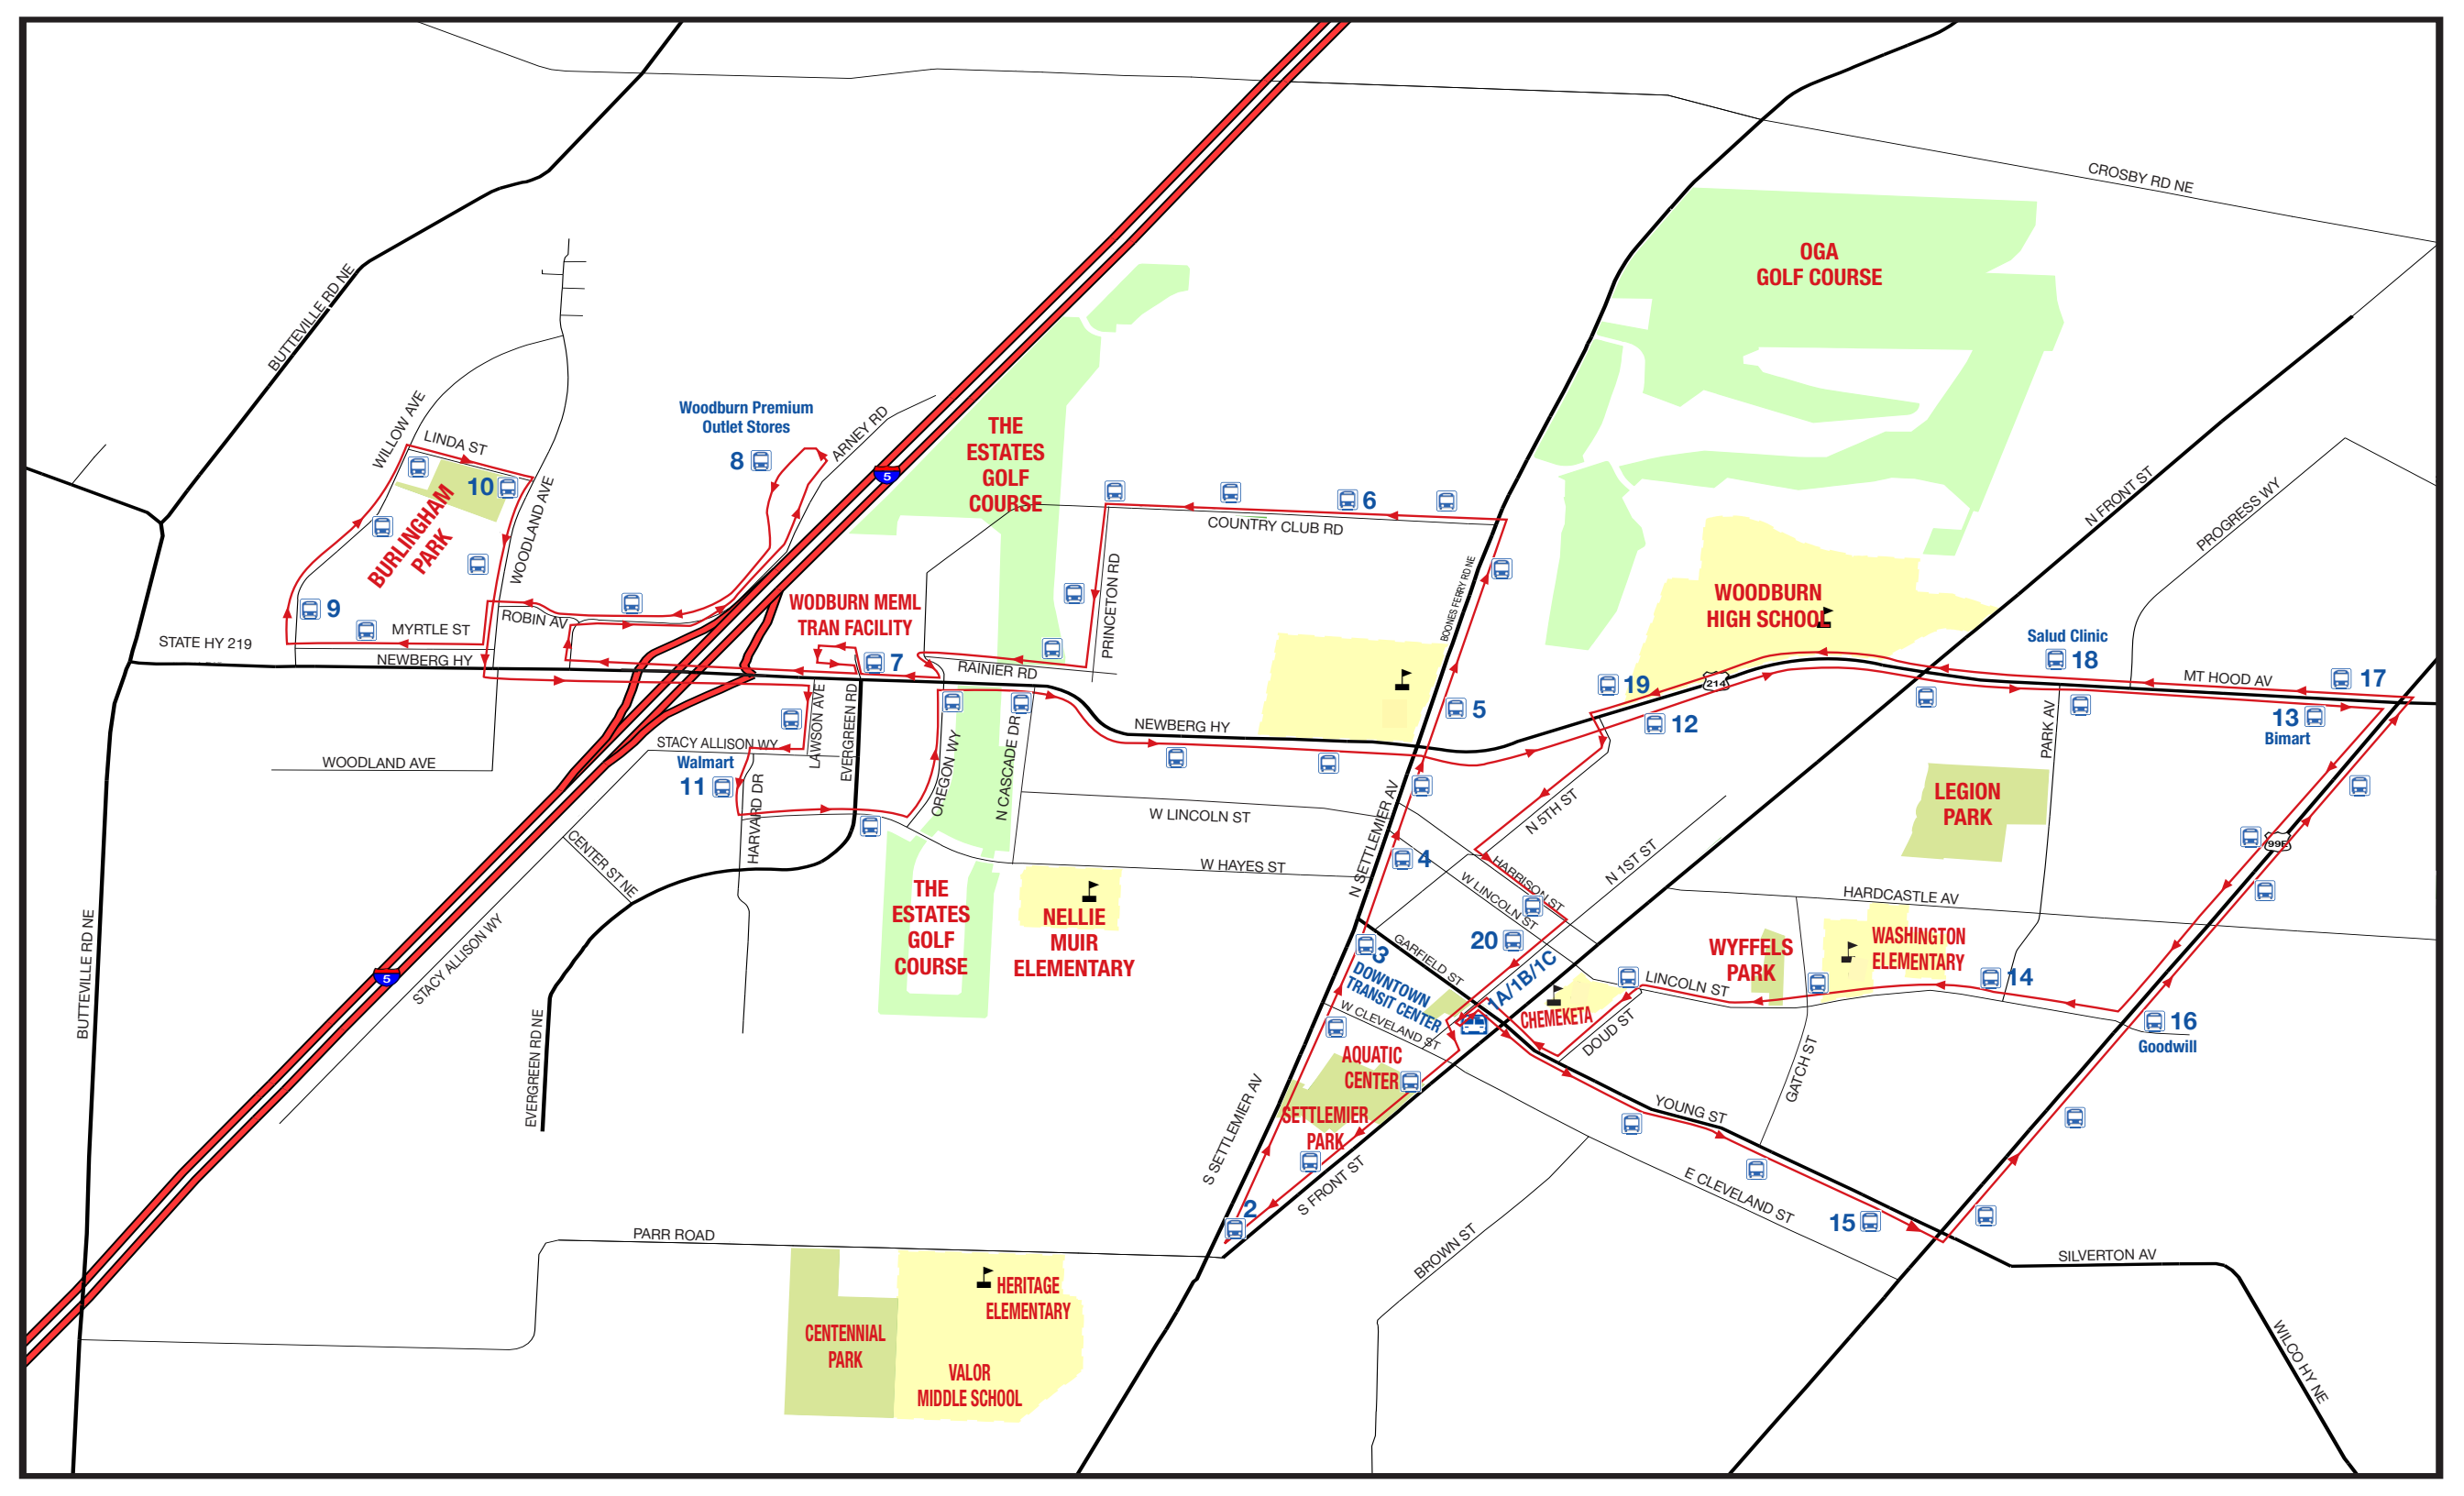 CROSBY RD NE
BUTTEVILLE RD NE
OGA
GOLF COURSE
WILLOW AVE
LINDA ST
10
WOODLAND AVE
BURLINGHAM
PARK
9
MYRTLE ST
ROBIN AV
STATE HY 219
NEWBERG HY
WOODLAND AVE
Woodburn Premium
Outlet Stores
8
ARNEY RD
5
THE
ESTATES
GOLF
COURSE
6
COUNTRY CLUB RD
PRINCETON RD
WODBURN MEML
TRAN FACILITY
7
RAINIER RD
NEWBERG HY
BOONES FERRY RD NE
5
WOODBURN
HIGH SCHOOL
N FRONT ST
PROGRESS WY
Salud Clinic
18
MT HOOD AV
17
13
Bimart
19
214
12
PARK AV
LEGION
PARK
99E
STACY ALLISON WY
Walmart
11
LAWSON AVE
EVERGREEN RD
HARVARD DR
OREGON WY
N CASCADE DR
W LINCOLN ST
W HAYES ST
N SETTLEMIER AV
4
N 5TH ST
HARRISON ST
W LINCOLN ST
N 1ST ST
HARDCASTLE AV
CENTER ST NE
STACY ALLISON WY
5
BUTTEVILLE RD NE
EVERGREEN RD NE
THE
ESTATES
GOLF
COURSE
NELLIE
MUIR
ELEMENTARY
3
GARFIELD ST
20
DOWNTOWN
TRANSIT CENTER
1A/1B/1C
W CLEVELAND ST
CHEMEKETA
DOUD ST
LINCOLN ST
WYFFELS
PARK
WASHINGTON
ELEMENTARY
14
16
Goodwill
GATCH ST
AQUATIC
CENTER
SETTLEMIER
PARK
S SETTLEMIER AV
2
S FRONT ST
YOUNG ST
E CLEVELAND ST
15
BROWN ST
SILVERTON AV
WILCO HY NE
PARR ROAD
HERITAGE
ELEMENTARY
CENTENNIAL
PARK
VALOR
MIDDLE SCHOOL